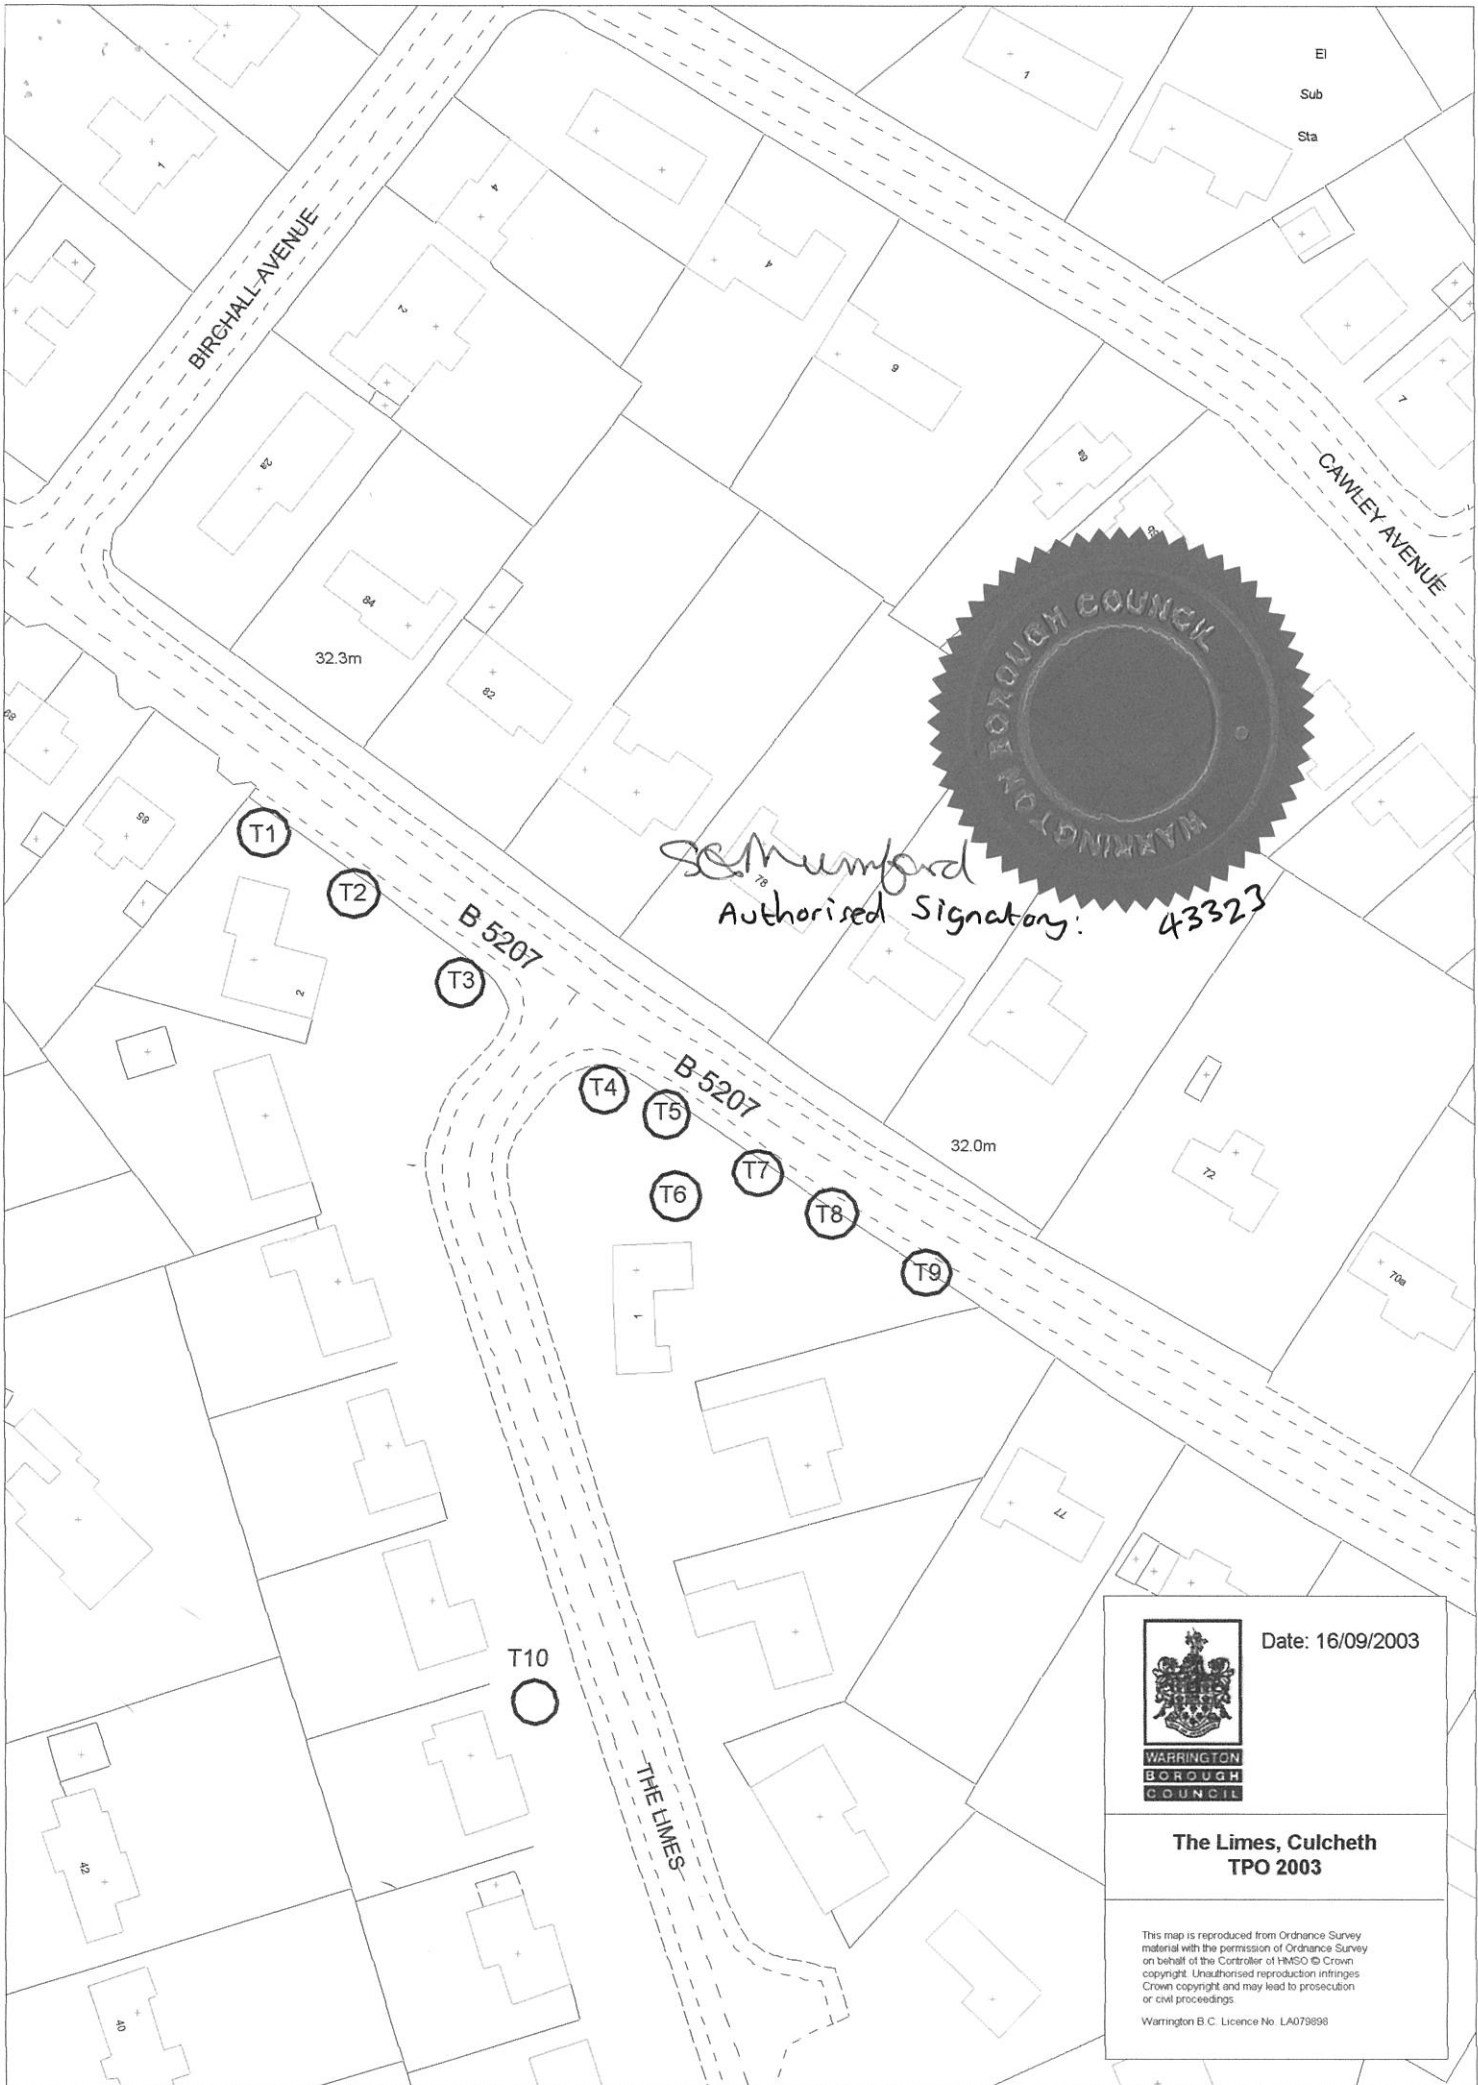 El
Sub
Sta
1
1
4
4
BIRCHALL AVENUE
2
6
7
2a
6a
CAWLEY AVENUE
84
32.3m
82
WARRINGTON BOROUGH COUNCIL
T1
T2
B 5207
78
Authorised Signatory: 43323
T3
2
B 5207
T4
T5
32.0m
T7
72
T6
T8
T9
70a
1
77
T10
THE LIMES
42
40
Date: 16/09/2003
WARRINGTON
BOROUGH
COUNCIL
The Limes, Culcheth
TPO 2003
This map is reproduced from Ordnance Survey
material with the permission of Ordnance Survey
on behalf of the Controller of HMSO © Crown
copyright. Unauthorised reproduction infringes
Crown copyright and may lead to prosecution
or civil proceedings
Warrington B.C. Licence No. LA079898